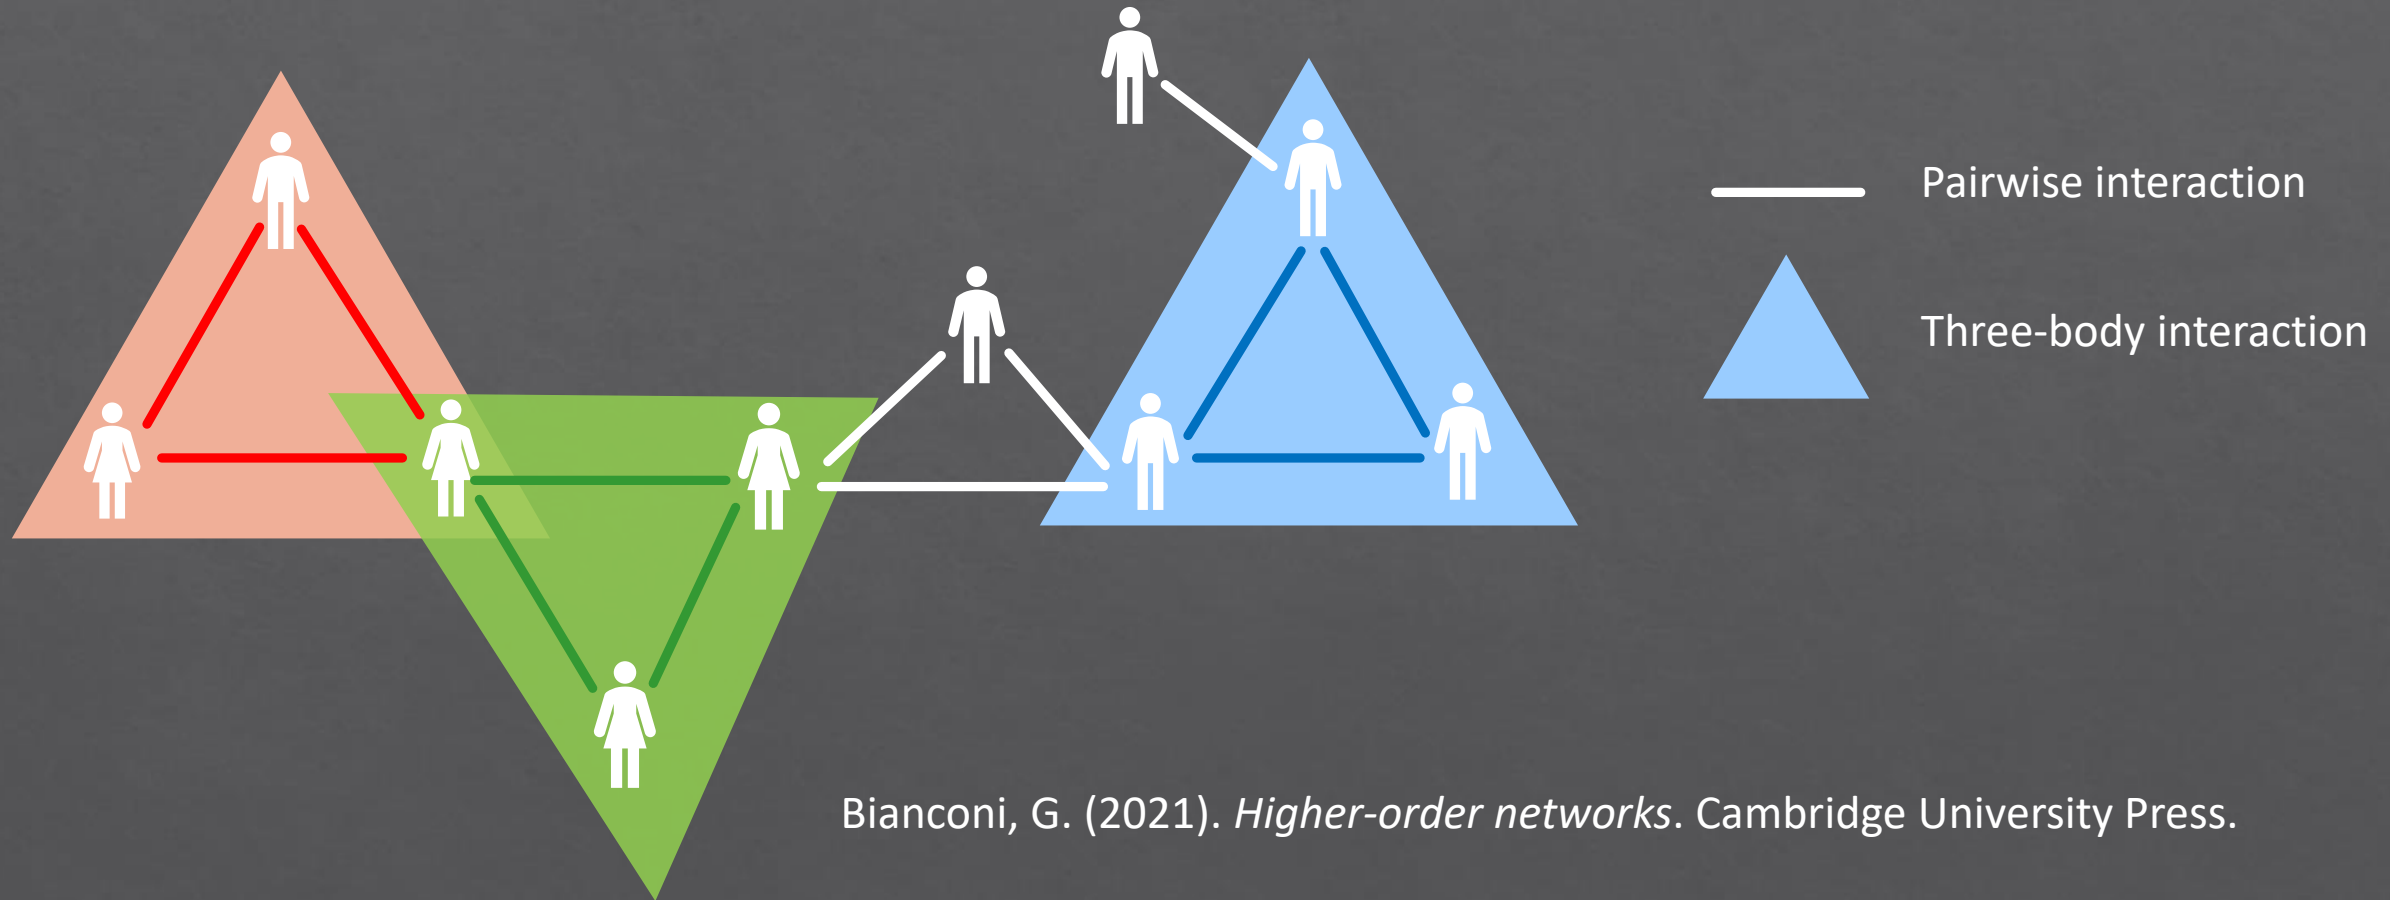 Pairwise interaction
Three-body interaction
Bianconi, G. (2021). Higher-order networks. Cambridge University Press.